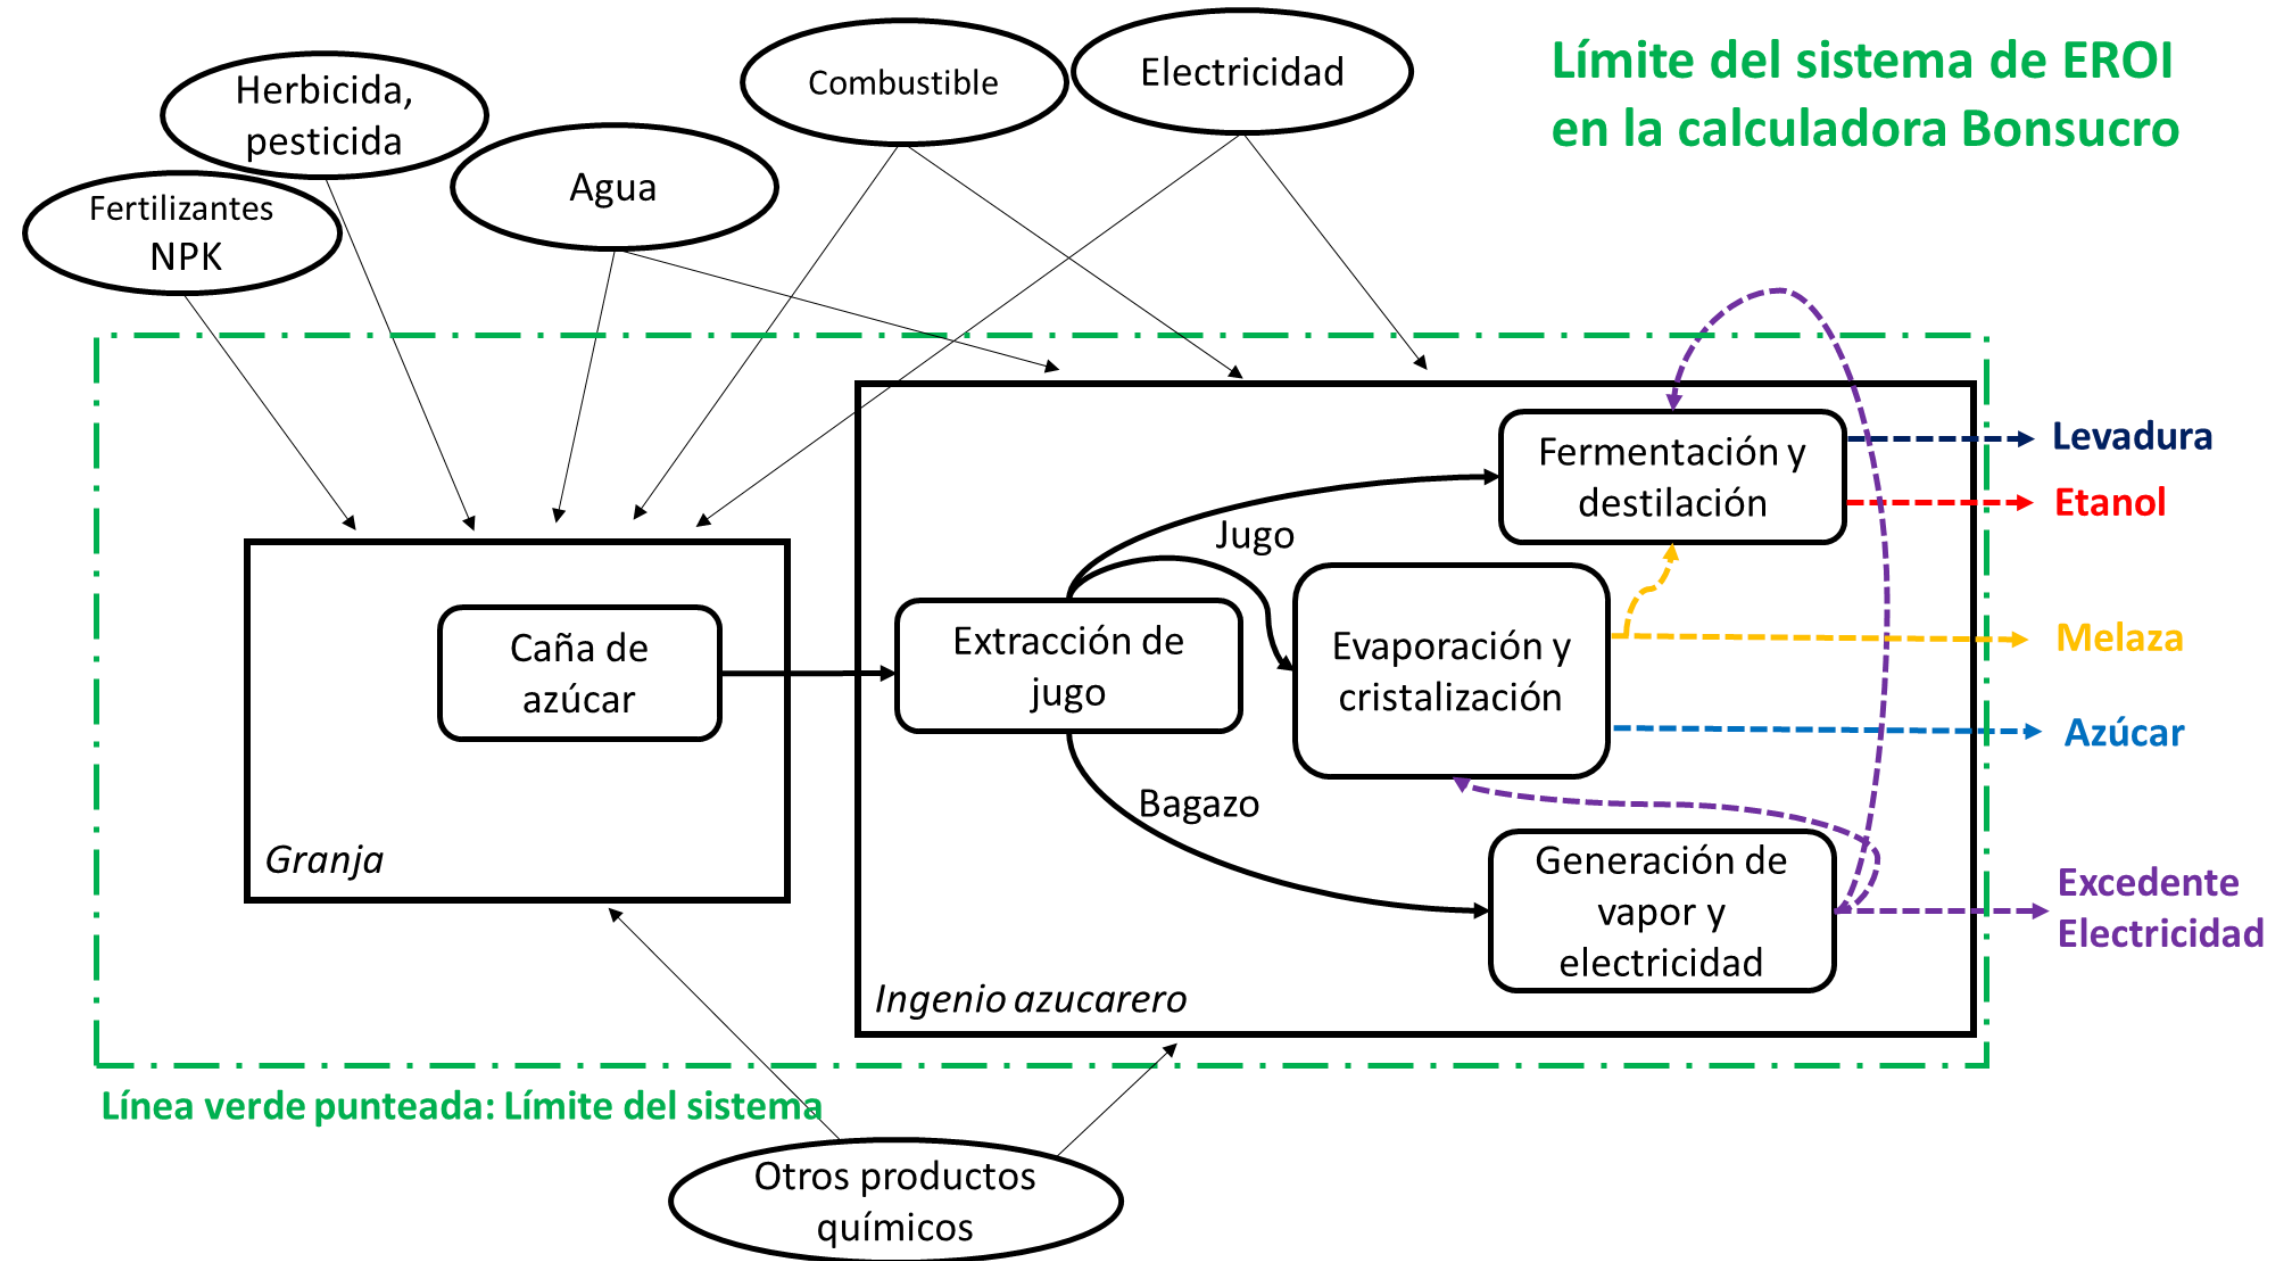 Límite del sistema de EROI
en la calculadora Bonsucro
Herbicida,
pesticida
Combustible
Electricidad
Fertilizantes
NPK
Agua
Levadura
Fermentación y
destilación
Etanol
Jugo
Caña de
azúcar
Extracción de
jugo
Evaporación y
cristalización
Melaza
Azúcar
Bagazo
Granja
Generación de
vapor y
electricidad
Excedente
Electricidad
Ingenio azucarero
Línea verde punteada: Límite del sistema
Otros productos
químicos